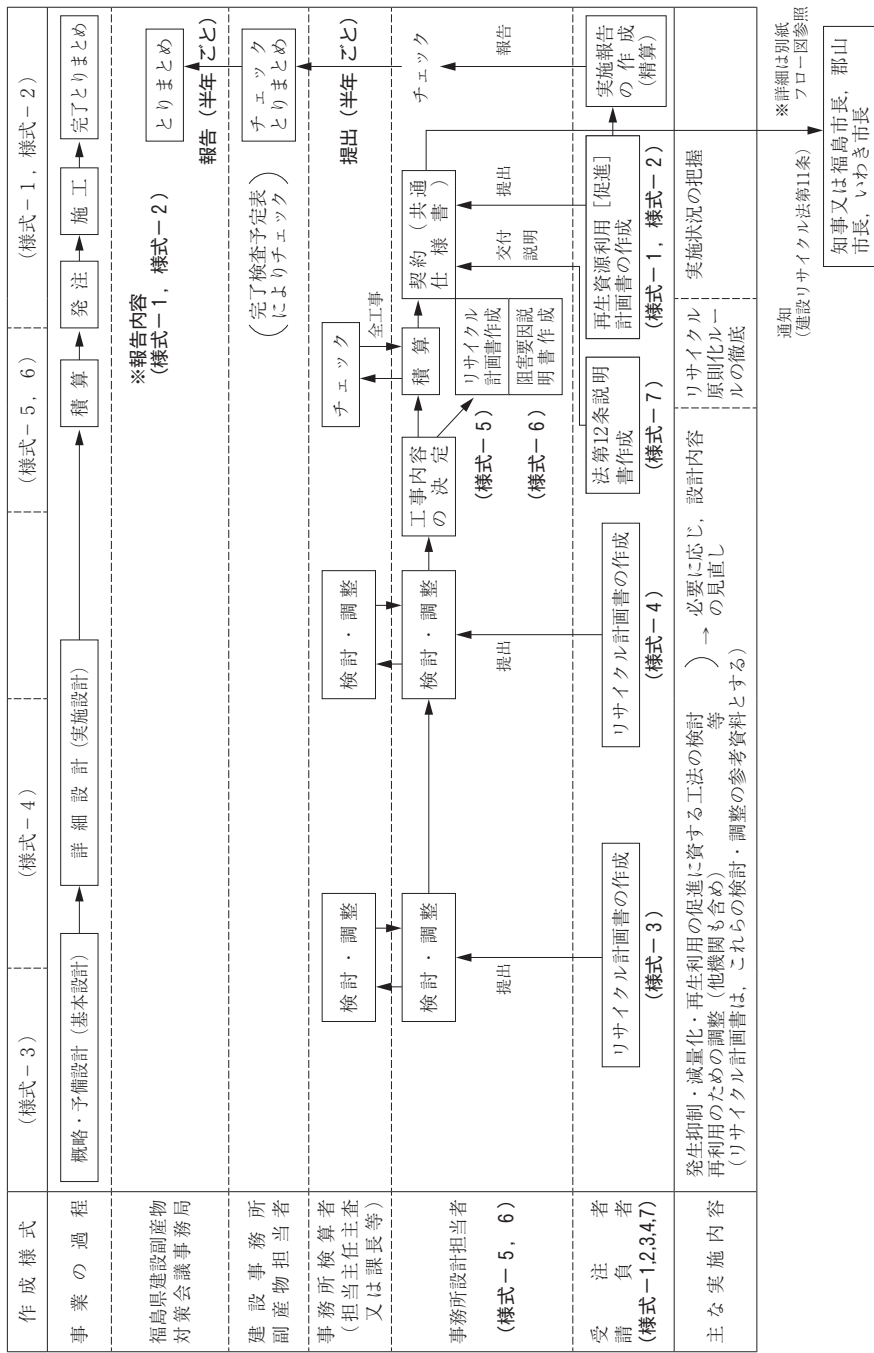 作成様式
(様式－3)
(様式－4)
(様式－5, 6)
(様式－1, 様式－2)
事業の過程
概略・予備設計 (基本設計)
詳細設計 (実施設計)
積算
発注
施工
完了とりまとめ
福島県建設副産物
対策会議事務局
※報告内容
(様式－1, 様式－2)
とりまとめ
報告 (半年ごと)
建設事務所
副産物担当者
(完了検査予定表
によりチェック)
チェック
とりまとめ
提出 (半年ごと)
事務所検算者
(担当主任主査
又は課長等)
検討・調整
検討・調整
チェック
全工事
事務所設計担当者
(様式－5, 6)
検討・調整
検討・調整
工事内容
の決定
積算
契約 (共通
仕様書)
チェック
リサイクル
計画書作成
阻害要因説
明書作成
(様式－5)
(様式－6)
提出
提出
交付
説明
提出
報告
受注者
請負者
(様式－1,2,3,4,7)
リサイクル計画書の作成
(様式－3)
リサイクル計画書の作成
(様式－4)
法第12条説明
書作成
(様式－7)
再生資源利用 [促進]
計画書の作成
(様式－1, 様式－2)
実施報告
の作成
(精算)
主な実施内容
発生抑制・減量化・再生利用の促進に資する工法の検討
再利用のための調整 (他機関も含め) 等
(リサイクル計画書は, これらの検討・調整の参考資料とする)
) → 必要に応じ, 設計内容
の見直し
リサイクル
原則化ルー
ルの徹底
実施状況の把握
通知
(建設リサイクル法第11条)
※詳細は別紙
フロー図参照
知事又は福島市長, 郡山
市長, いわき市長